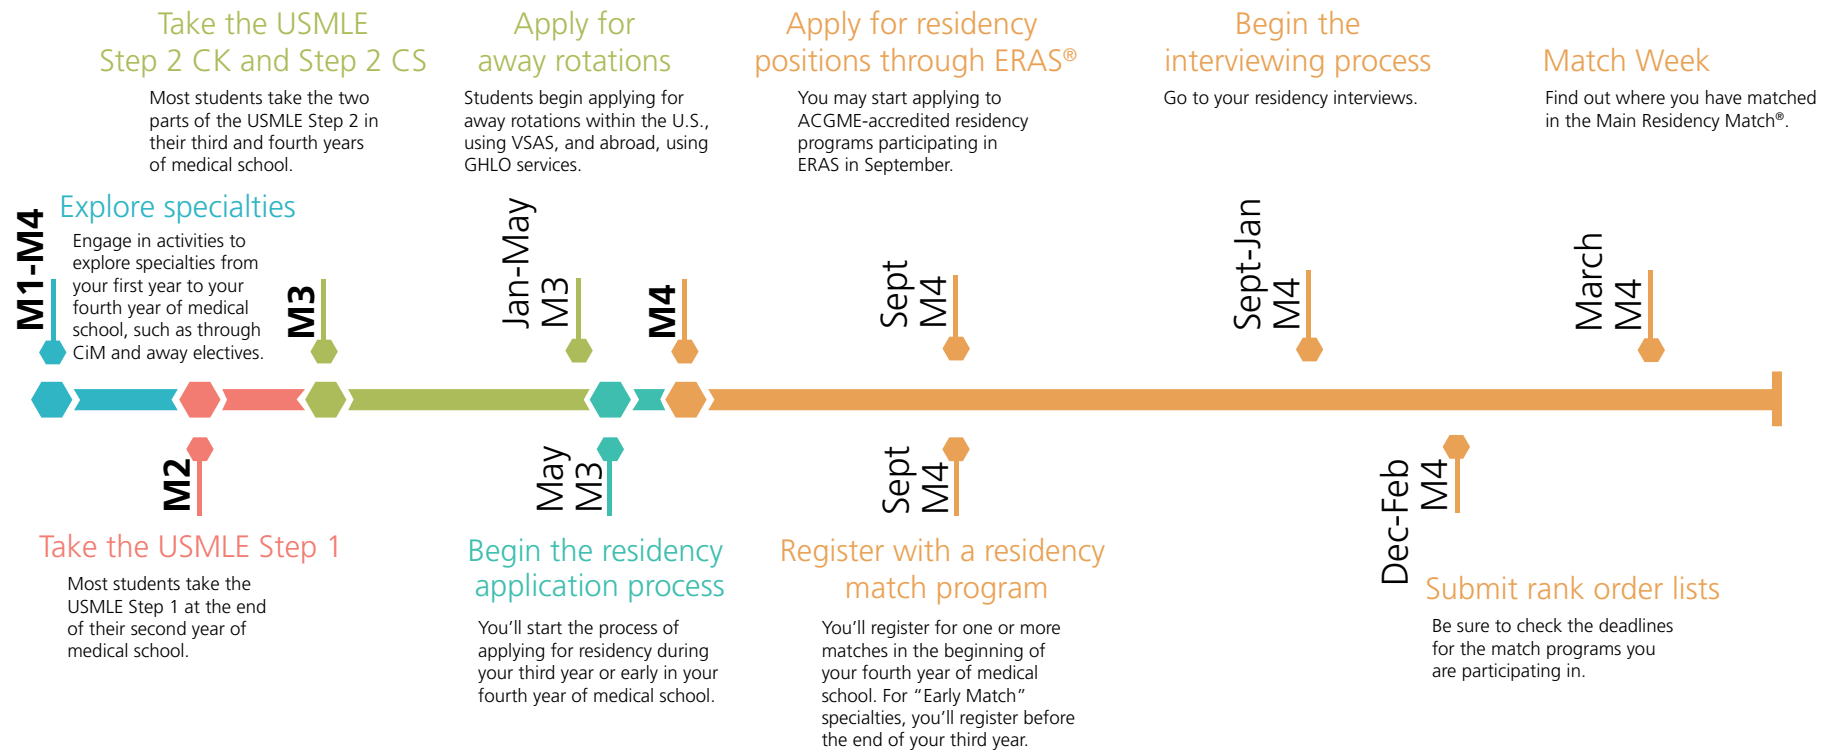 Take the USMLE
Step 2 CK and Step 2 CS
Most students take the two
parts of the USMLE Step 2 in
their third and fourth years
of medical school.
Apply for
away rotations
Students begin applying for
away rotations within the U.S.,
using VSAS, and abroad, using
GHLO services.
Apply for residency
positions through ERAS®
You may start applying to
ACGME-accredited residency
programs participating in
ERAS in September.
Begin the
interviewing process
Go to your residency interviews.
Match Week
Find out where you have matched
in the Main Residency Match®.
M1-M4
Explore specialties
Engage in activities to
explore specialties from
your first year to your
fourth year of medical
school, such as through
CiM and away electives.
M3
Jan-May
M3
M4
Sept
M4
Sept-Jan
M4
March
M4
M2
Take the USMLE Step 1
Most students take the
USMLE Step 1 at the end
of their second year of
medical school.
May
M3
Begin the residency
application process
You’ll start the process of
applying for residency during
your third year or early in your
fourth year of medical school.
Sept
M4
Register with a residency
match program
You’ll register for one or more
matches in the beginning of
your fourth year of medical
school. For “Early Match”
specialties, you’ll register before
the end of your third year.
Dec-Feb
M4
Submit rank order lists
Be sure to check the deadlines
for the match programs you
are participating in.